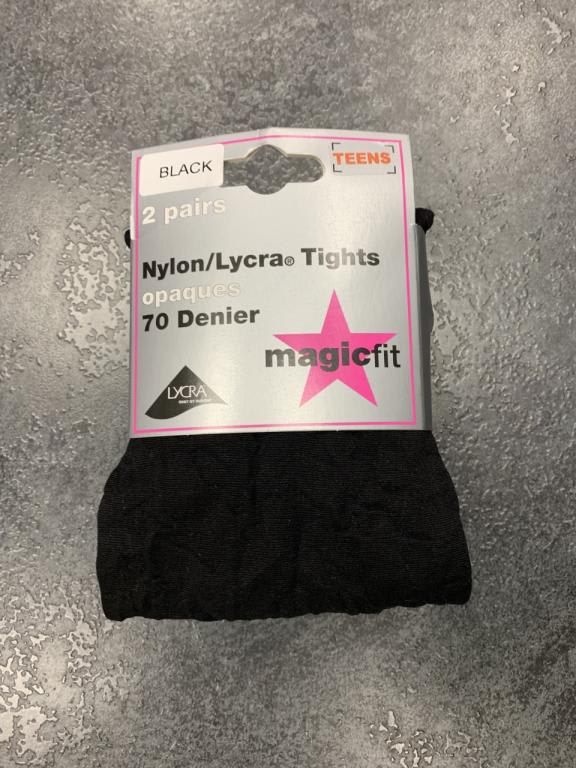 BLACK
TEENS
2 pairs
Nylon/Lycra® Tights
opaques
70 Denier
magicfit
LYCRA